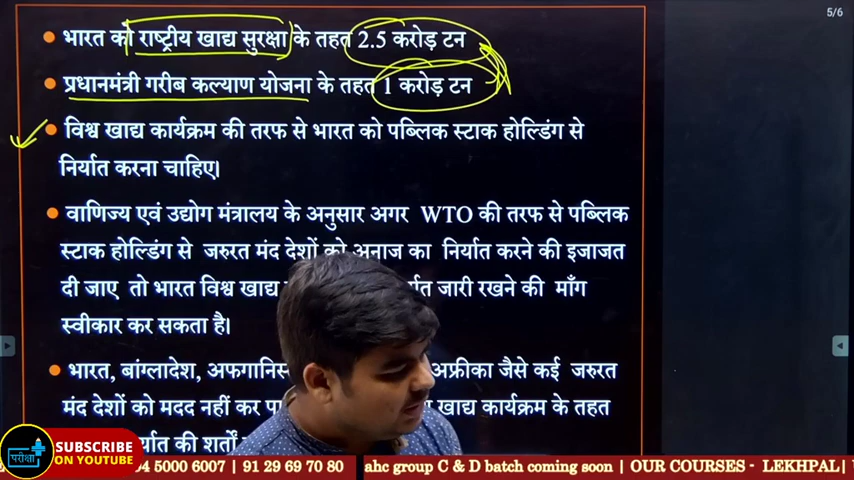 5/6
भारत को राष्ट्रीय खाद्य सुरक्षा के तहत 2.5 करोड़ टन
प्रधानमंत्री गरीब कल्याण योजना के तहत 1 करोड़ टन
विश्व खाद्य कार्यक्रम की तरफ से भारत को पब्लिक स्टाक होल्डिंग से
निर्यात करना चाहिए।
वाणिज्य एवं उद्योग मंत्रालय के अनुसार अगर WTO की तरफ से पब्लिक
स्टाक होल्डिंग से जरुरत मंद देशों को अनाज का निर्यात करने की इजाजत
दी जाए तो भारत विश्व खाद्य जारी रखने की माँग
स्वीकार कर सकता है।
भारत, बांग्लादेश, अफ्रीका जैसे कई जरुरत
मंद देशों को मदद नहीं कर खाद्य कार्यक्रम के तहत
की शर्तों
परीक्षा
SUBSCRIBE
ON YOUTUBE
4 5000 6007 | 91 29 69 70 80 ahc group C & D batch coming soon | OUR COURSES - LEKHPAL|